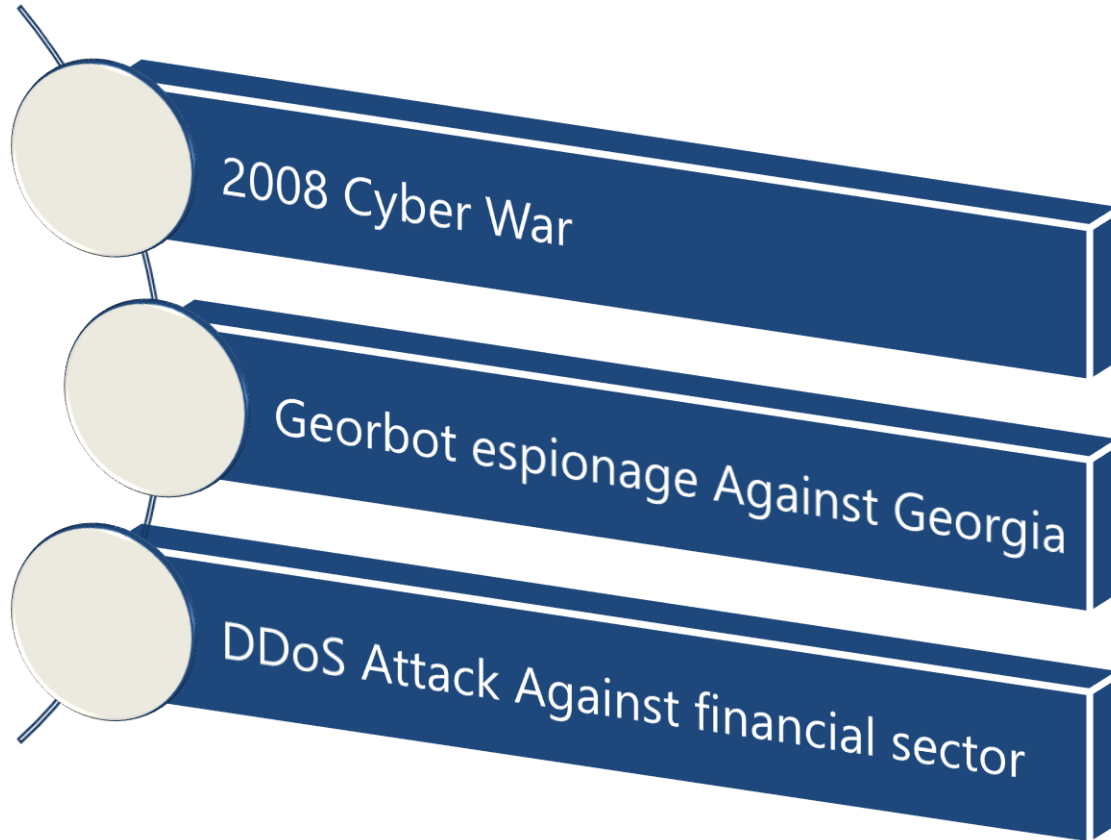 2008 Cyber War
Georbot espionage Against Georgia
DDoS Attack Against financial sector